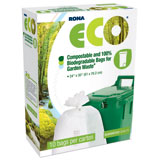 RONA
ECO
Compostable and 100%
Biodegradable Bags for
Garden Waste*
10 bags per carton